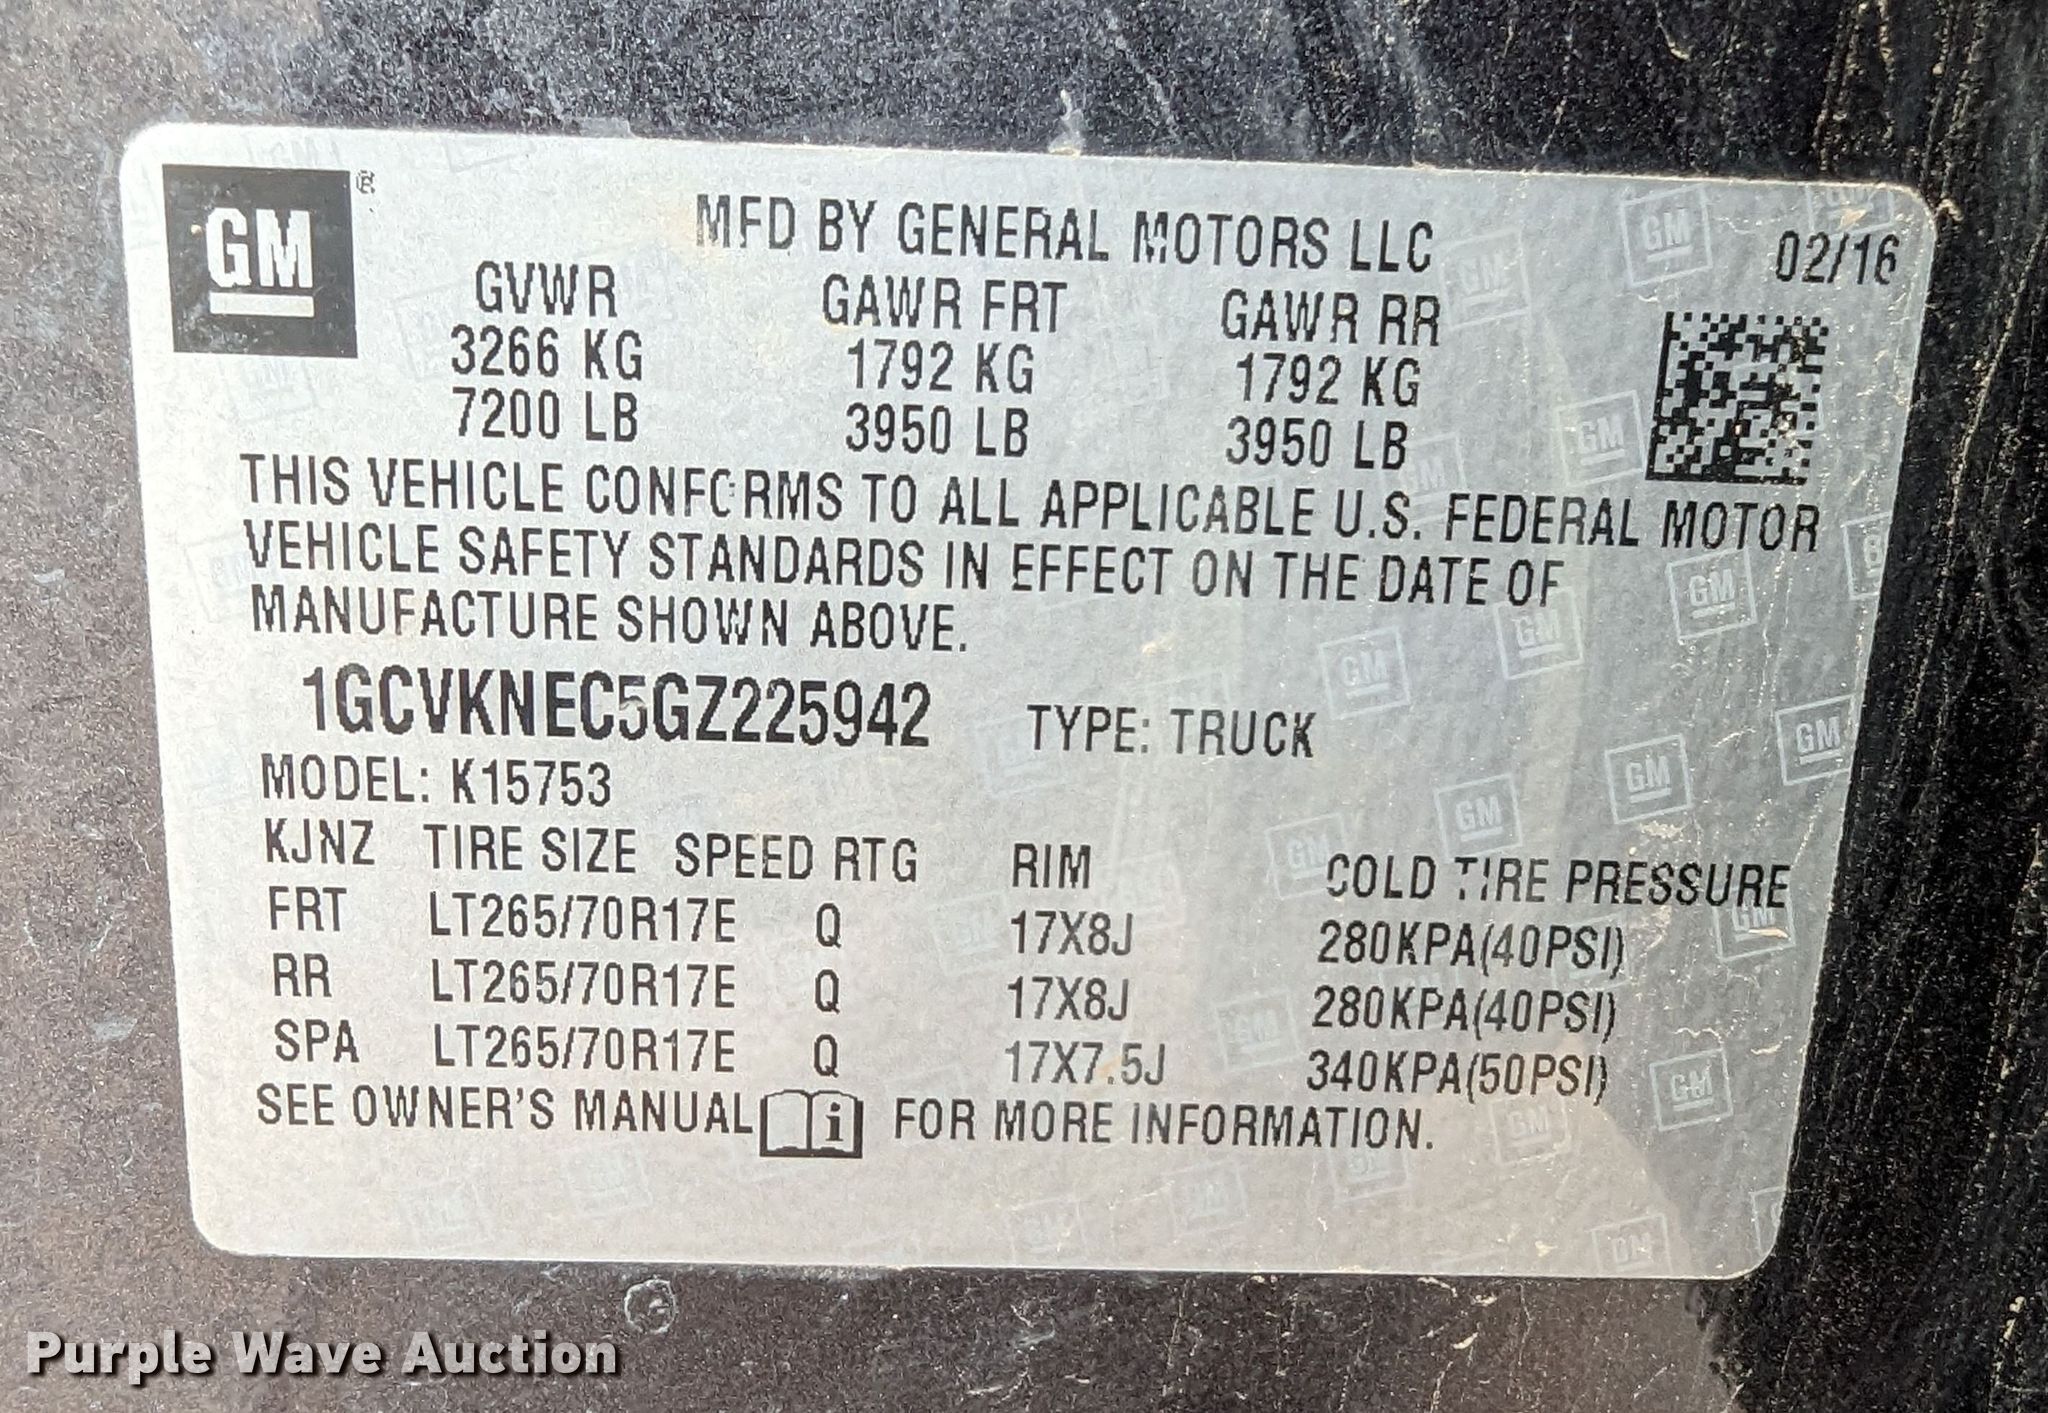 GM ®
MFD BY GENERAL MOTORS LLC
02/16
GVWR GAWR FRT GAWR RR
3266 KG 1792 KG 1792 KG
7200 LB 3950 LB 3950 LB
THIS VEHICLE CONFORMS TO ALL APPLICABLE U.S. FEDERAL MOTOR
VEHICLE SAFETY STANDARDS IN EFFECT ON THE DATE OF
MANUFACTURE SHOWN ABOVE.
1GCVKNEC5GZ225942 TYPE: TRUCK
MODEL: K15753
KJNZ TIRE SIZE SPEED RTG RIM COLD TIRE PRESSURE
FRT LT265/70R17E Q 17X8J 280KPA(40PSI)
RR LT265/70R17E Q 17X8J 280KPA(40PSI)
SPA LT265/70R17E Q 17X7.5J 340KPA(50PSI)
SEE OWNER'S MANUAL i FOR MORE INFORMATION.
Purple Wave Auction